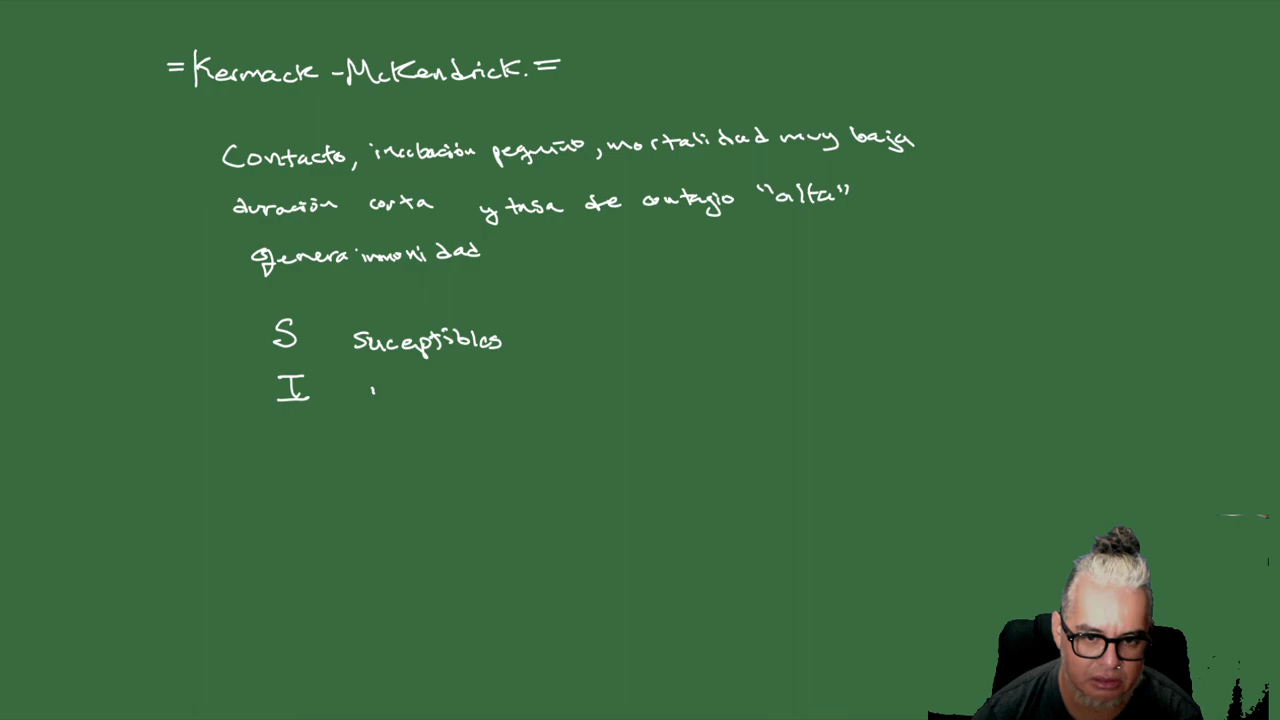 =Kermack-McKendrick.=
Contacto, incubación pequeño, mortalidad muy baja
duración corta y tasa de contagio "alta"
genera inmunidad
S suceptibles
I